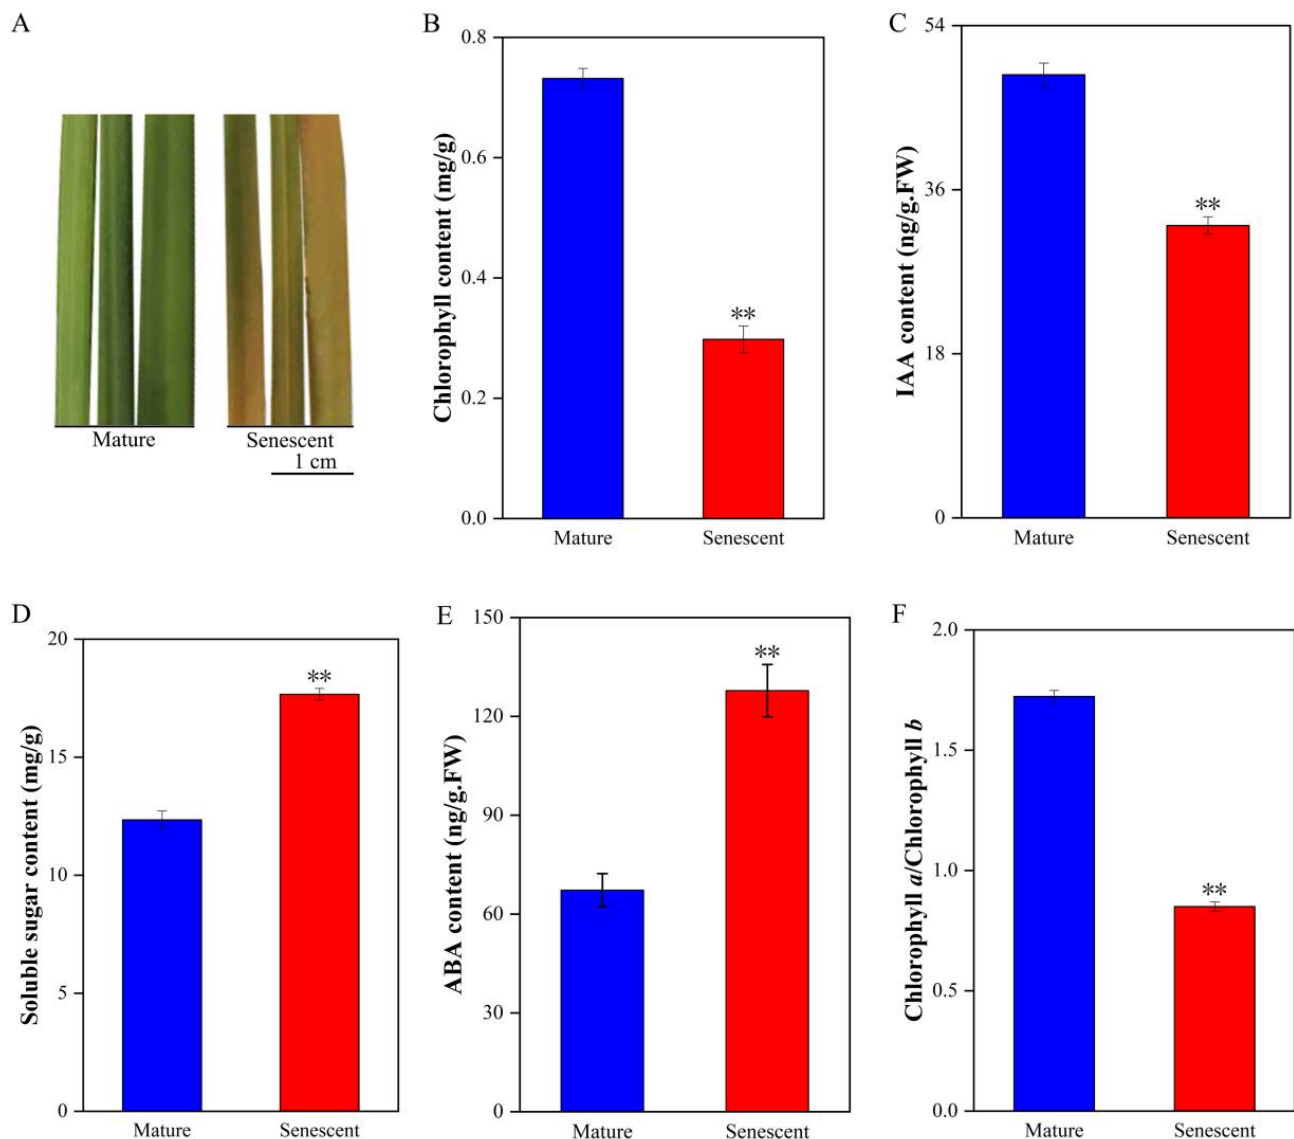 A
Mature
Senescent
1 cm
B
Chlorophyll content (mg/g)
0.8
0.6
0.4
0.2
0.0
**
Mature
Senescent
C
IAA content (ng/g.FW)
54
36
18
0
**
Mature
Senescent
D
Soluble sugar content (mg/g)
20
15
10
5
0
**
Mature
Senescent
E
ABA content (ng/g.FW)
150
120
90
60
30
0
**
Mature
Senescent
F
Chlorophyll a/Chlorophyll b
2.0
1.5
1.0
0.5
0.0
**
Mature
Senescent